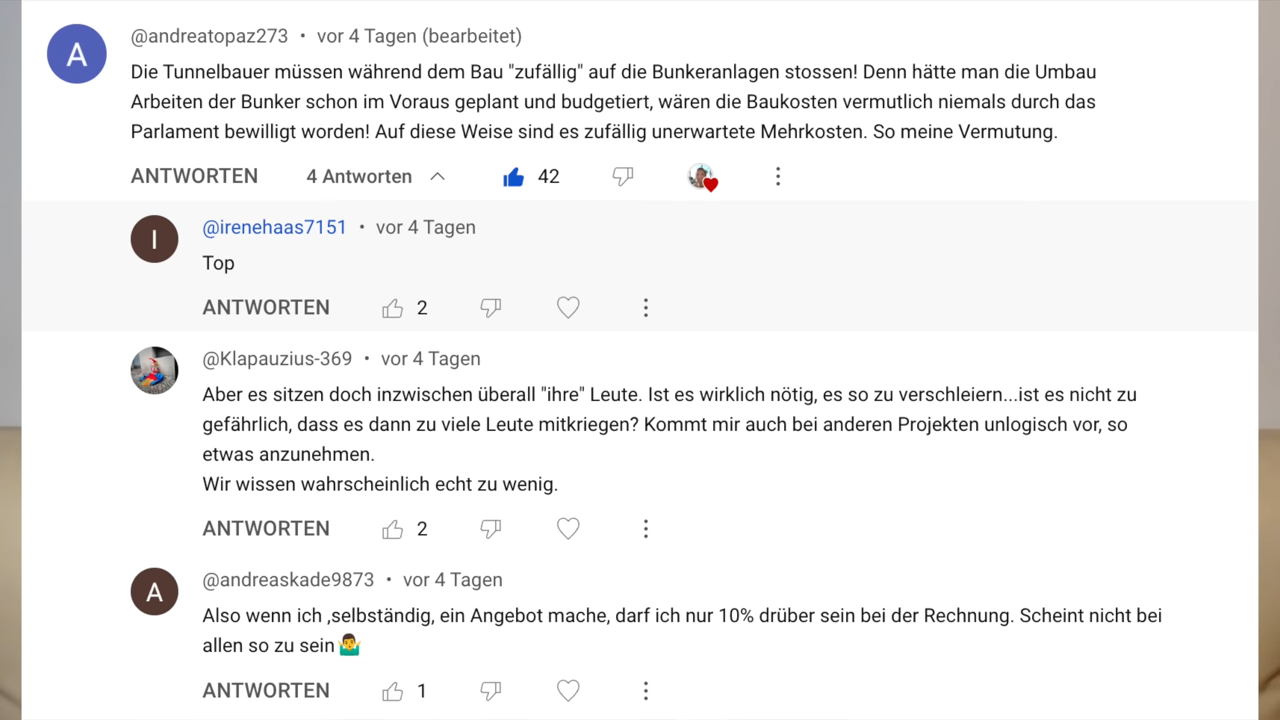 A
@andreatopaz273 • vor 4 Tagen (bearbeitet)
Die Tunnelbauer müssen während dem Bau "zufällig" auf die Bunkeranlagen stossen! Denn hätte man die Umbau
Arbeiten der Bunker schon im Voraus geplant und budgetiert, wären die Baukosten vermutlich niemals durch das
Parlament bewilligt worden! Auf diese Weise sind es zufällig unerwartete Mehrkosten. So meine Vermutung.
ANTWORTEN 4 Antworten 42
I
@irenehaas7151 • vor 4 Tagen
Top
ANTWORTEN 2
@Klapauzius-369 • vor 4 Tagen
Aber es sitzen doch inzwischen überall "ihre" Leute. Ist es wirklich nötig, es so zu verschleiern...ist es nicht zu
gefährlich, dass es dann zu viele Leute mitkriegen? Kommt mir auch bei anderen Projekten unlogisch vor, so
etwas anzunehmen.
Wir wissen wahrscheinlich echt zu wenig.
ANTWORTEN 2
A
@andreaskade9873 • vor 4 Tagen
Also wenn ich ,selbständig, ein Angebot mache, darf ich nur 10% drüber sein bei der Rechnung. Scheint nicht bei
allen so zu sein🤷‍♂️
ANTWORTEN 1